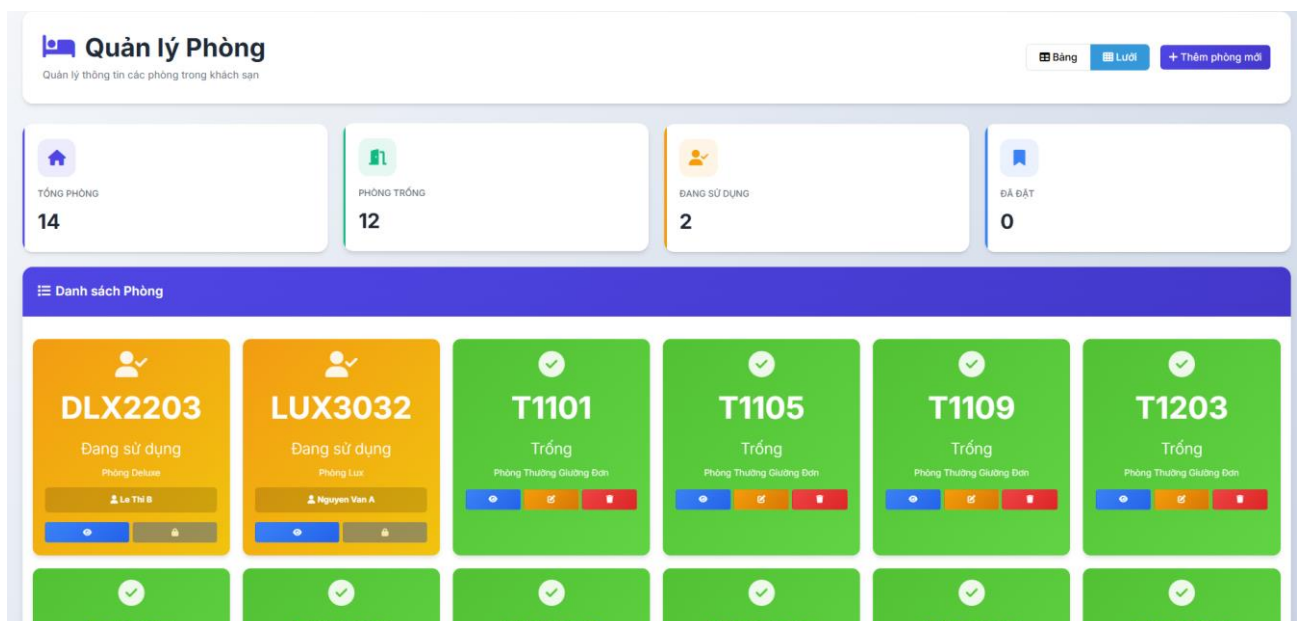 Quản lý Phòng
Quản lý thông tin các phòng trong khách sạn
Bảng
Lưới
+ Thêm phòng mới
TỔNG PHÒNG
14
PHÒNG TRỐNG
12
ĐANG SỬ DỤNG
2
ĐÃ ĐẶT
0
Danh sách Phòng
DLX2203
Đang sử dụng
Phòng Deluxe
Le Thi B
LUX3032
Đang sử dụng
Phòng Lux
Nguyen Van A
T1101
Trống
Phòng Thường Giường Đơn
T1105
Trống
Phòng Thường Giường Đơn
T1109
Trống
Phòng Thường Giường Đơn
T1203
Trống
Phòng Thường Giường Đơn